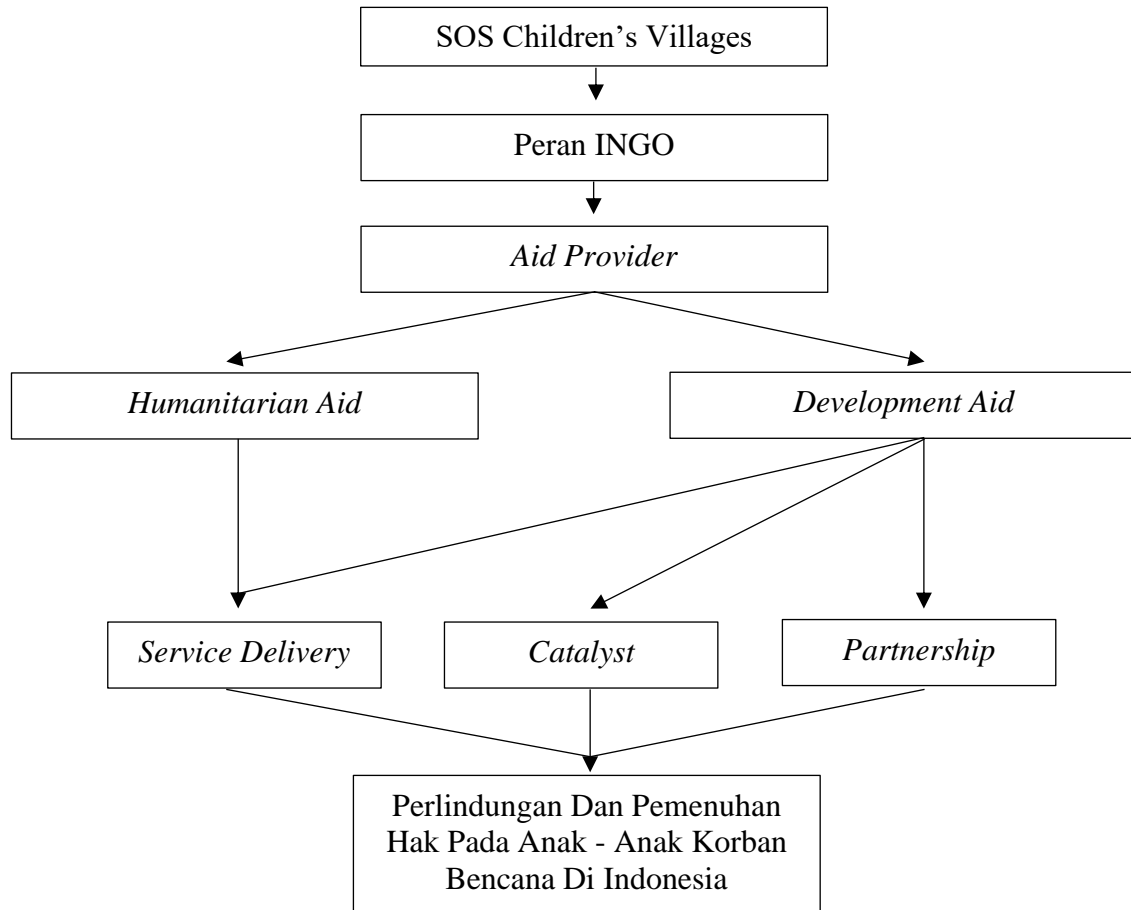 SOS Children’s Villages
Peran INGO
Aid Provider
Humanitarian Aid
Development Aid
Service Delivery
Catalyst
Partnership
Perlindungan Dan Pemenuhan
Hak Pada Anak - Anak Korban
Bencana Di Indonesia